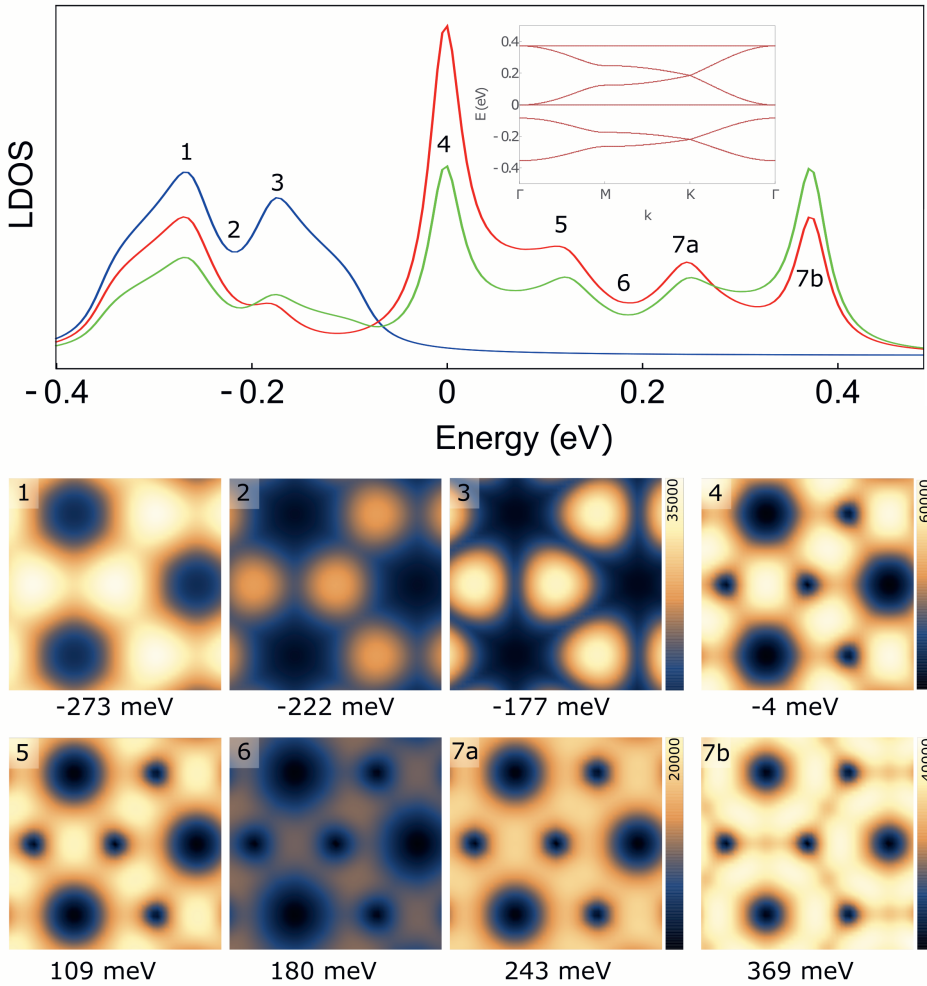 LDOS
1
2
3
4
5
6
7a
7b
E (eV)
0.4
0.2
0
-0.2
-0.4
Γ M K Γ
k
-0.4 -0.2 0 0.2 0.4
Energy (eV)
1 2 3 4
35000
60000
-273 meV -222 meV -177 meV -4 meV
5 6 7a 7b
20000
109 meV 180 meV 243 meV 369 meV